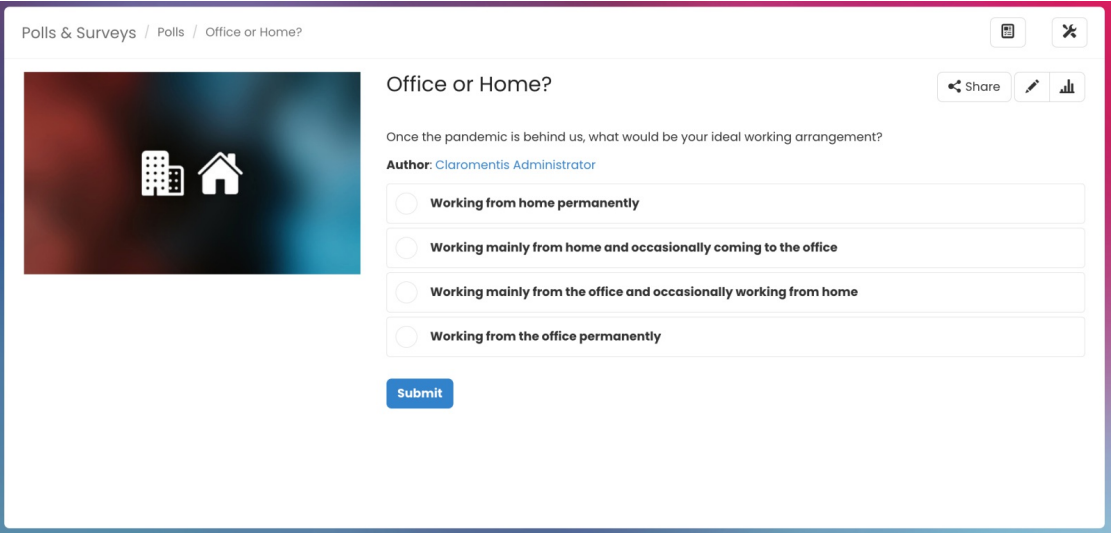 Polls & Surveys / Polls / Office or Home?
Office or Home?
Share
Once the pandemic is behind us, what would be your ideal working arrangement?
Author: Claromentis Administrator
Working from home permanently
Working mainly from home and occasionally coming to the office
Working mainly from the office and occasionally working from home
Working from the office permanently
Submit